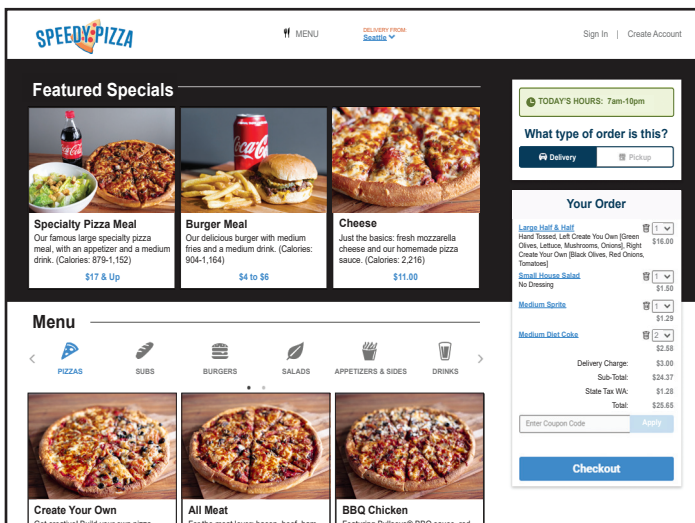 SPEEDY PIZZA
MENU
DELIVERY FROM:
Seattle
Sign In | Create Account
Featured Specials
Coca-Cola
Specialty Pizza Meal
Our famous large specialty pizza
meal, with an appetizer and a medium
drink. (Calories: 879-1,152)
$17 & Up
Burger Meal
Our delicious burger with medium
fries and a medium drink. (Calories:
904-1,164)
$4 to $6
Cheese
Just the basics: fresh mozzarella
cheese and our homemade pizza
sauce. (Calories: 2,216)
$11.00
TODAY'S HOURS: 7am-10pm
What type of order is this?
Delivery
Pickup
Your Order
Large Half & Half
1
Hand Tossed, Left Create You Own [Green
Olives, Lettuce, Mushrooms, Onions], Right
Create Your Own [Black Olives, Red Onions,
Tomatoes]
$16.00
Small House Salad
1
No Dressing
$1.50
Medium Sprite
1
$1.29
Medium Diet Coke
2
$2.58
Delivery Charge: $3.00
Sub-Total: $24.37
State Tax WA: $1.28
Total: $25.65
Enter Coupon Code
Apply
Checkout
Menu
PIZZAS
SUBS
BURGERS
SALADS
APPETIZERS & SIDES
DRINKS
Create Your Own
All Meat
BBQ Chicken